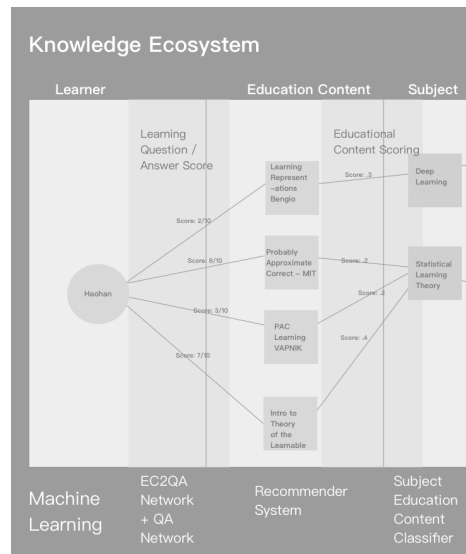 Knowledge Ecosystem
Learner
Education Content
Subject
Learning
Question /
Answer Score
Educational
Content Scoring
Learning
Represent
-ations
Bengio
Deep
Learning
Score: .3
Score: 2/10
Probably
Approximate
Correct - MIT
Score: .2
Statistical
Learning
Theory
Score: 8/10
Haohan
Score: .2
Score: 3/10
PAC
Learning
VAPNIK
Score: .4
Score: 7/10
Intro to
Theory
of the
Learnable
Machine
Learning
EC2QA
Network
+ QA
Network
Recommender
System
Subject
Education
Content
Classifier